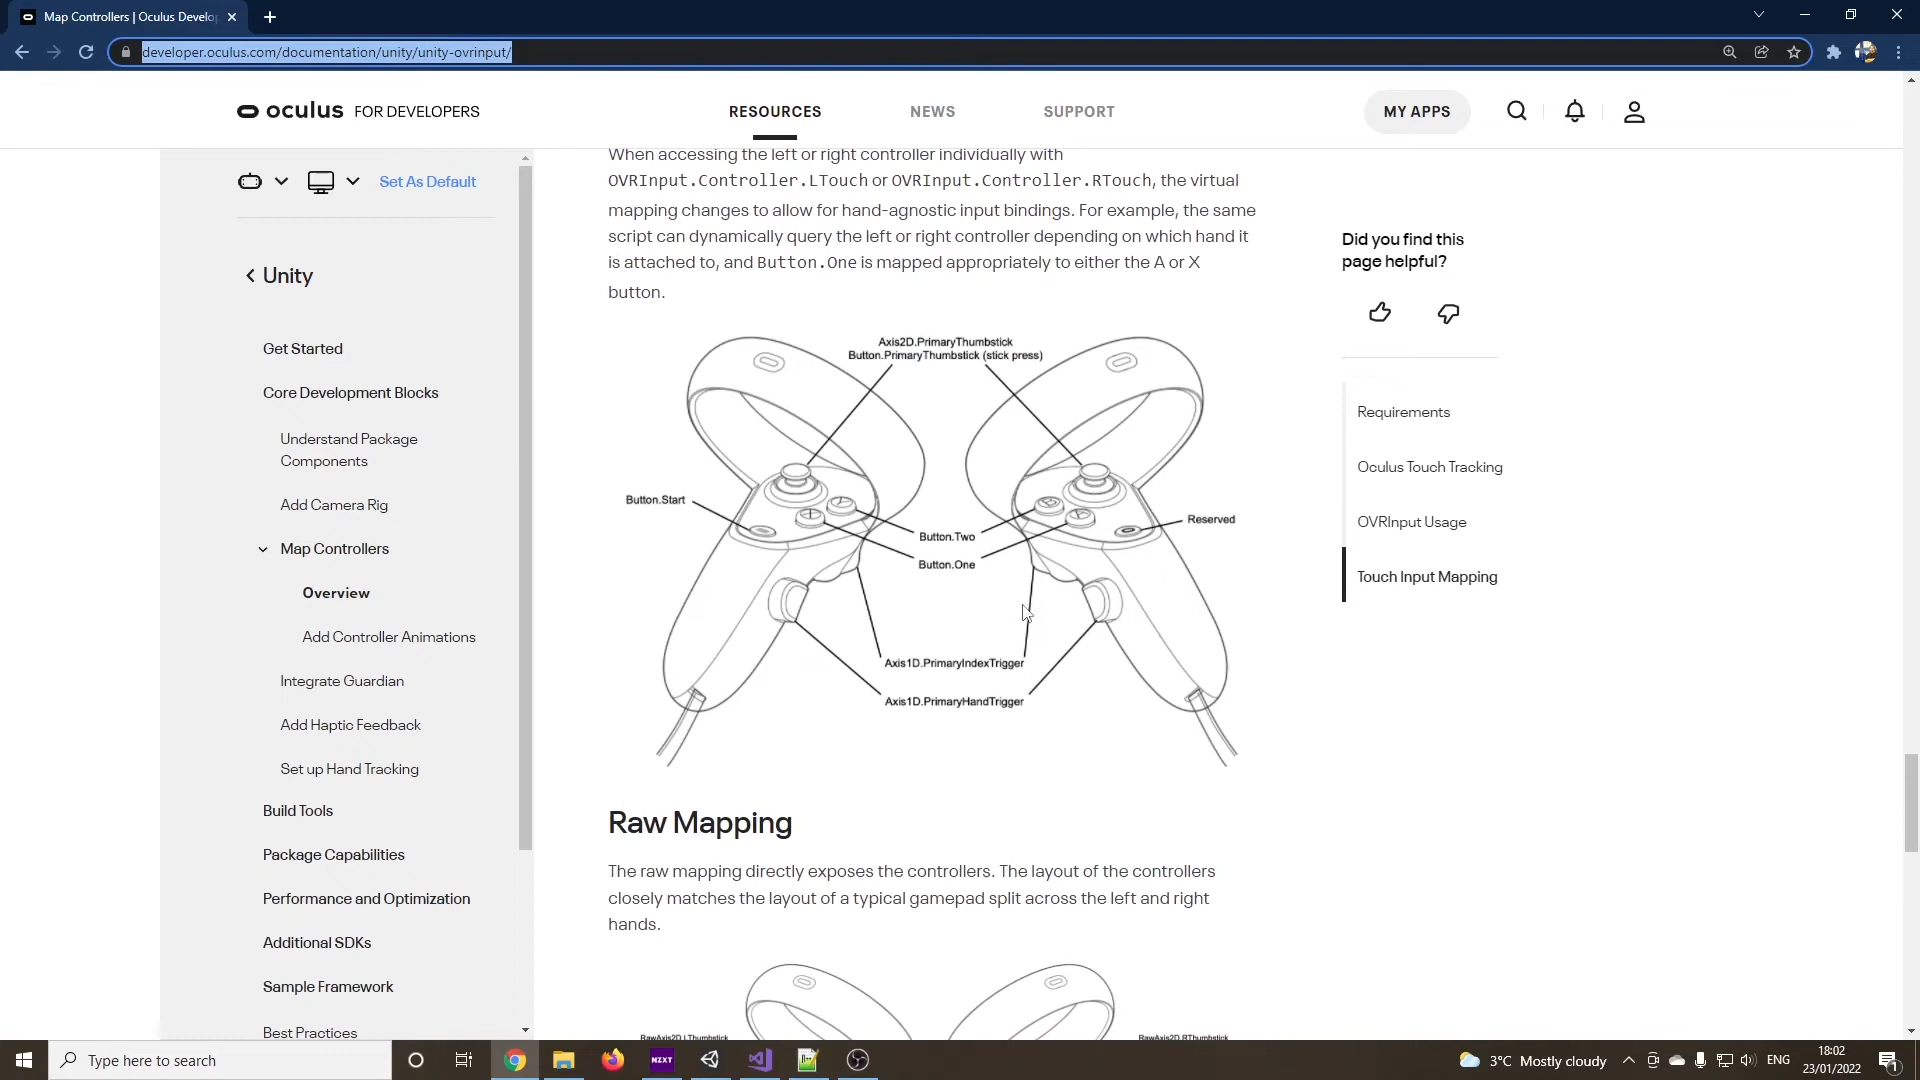 Map Controllers | Oculus Develop
developer.oculus.com/documentation/unity/unity-ovrinput/
oculus FOR DEVELOPERS
RESOURCES
NEWS
SUPPORT
MY APPS
Set As Default
Unity
Get Started
Core Development Blocks
Understand Package
Components
Add Camera Rig
Map Controllers
Overview
Add Controller Animations
Integrate Guardian
Add Haptic Feedback
Set up Hand Tracking
Build Tools
Package Capabilities
Performance and Optimization
Additional SDKs
Sample Framework
Best Practices
When accessing the left or right controller individually with
OVRInput.Controller.LTouch or OVRInput.Controller.RTouch, the virtual
mapping changes to allow for hand-agnostic input bindings. For example, the same
script can dynamically query the left or right controller depending on which hand it
is attached to, and Button.One is mapped appropriately to either the A or X
button.
Axis2D.PrimaryThumbstick
Button.PrimaryThumbstick (stick press)
Button.Start
Reserved
Button.Two
Button.One
Axis1D.PrimaryIndexTrigger
Axis1D.PrimaryHandTrigger
Raw Mapping
The raw mapping directly exposes the controllers. The layout of the controllers
closely matches the layout of a typical gamepad split across the left and right
hands.
RawAxis2D.LThumbstick
RawAxis2D.RThumbstick
Did you find this
page helpful?
Requirements
Oculus Touch Tracking
OVRInput Usage
Touch Input Mapping
Type here to search
NZXT
3°C Mostly cloudy
ENG
18:02
23/01/2022
1